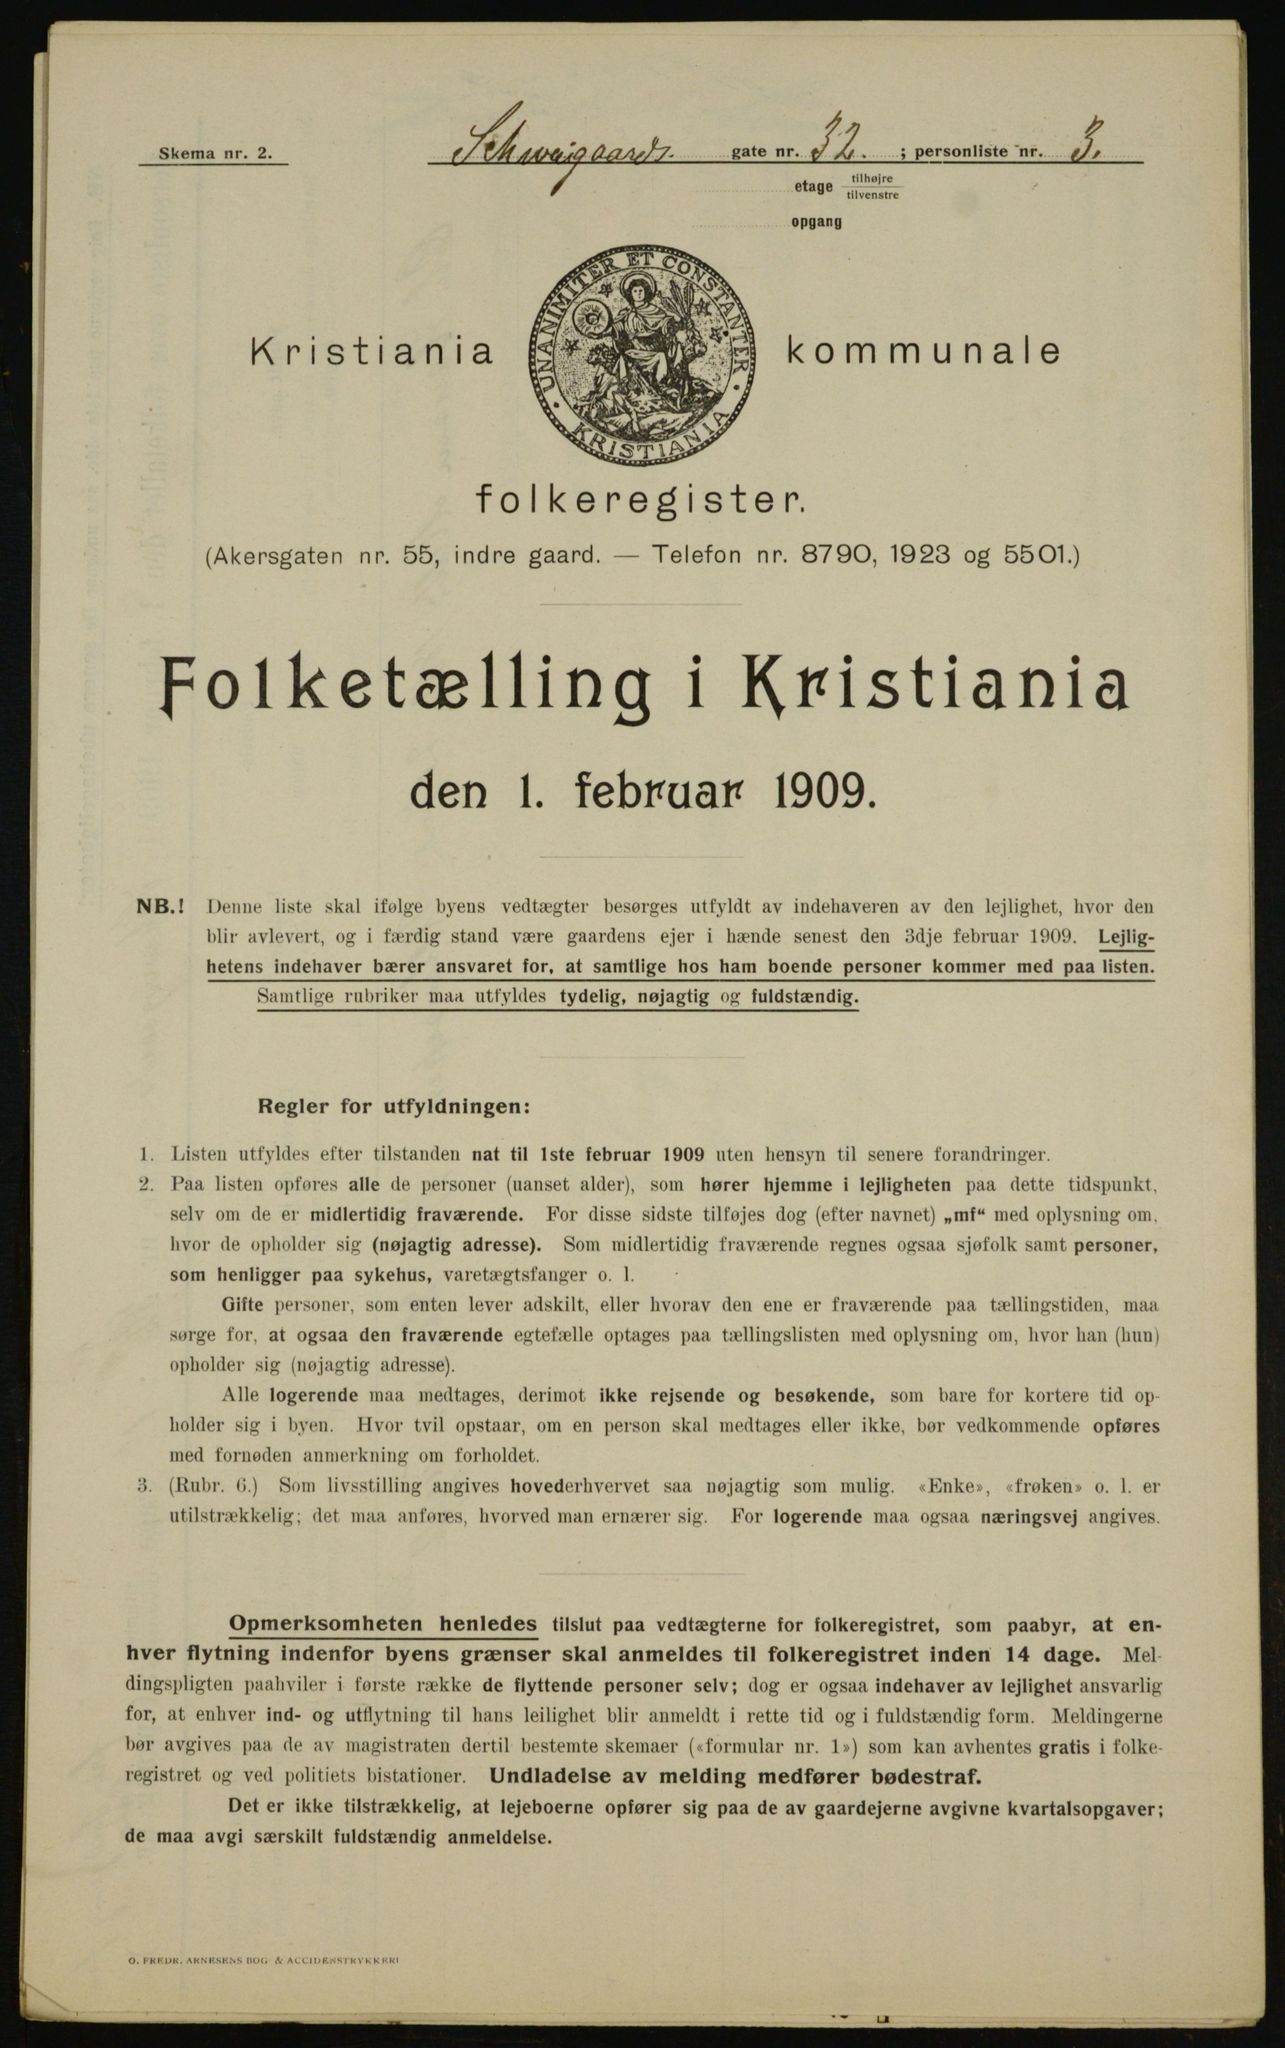 Skema nr. 2.
Schweigaards gate nr. 32. ; personliste nr. 3.
etage tilhøjre
tilvenstre
opgang
UNANIMITER ET CONSTANTER
KRISTIANIA
Kristiania kommunale
folkeregister.
(Akersgaten nr. 55, indre gaard. — Telefon nr. 8790, 1923 og 5501.)
Folketælling i Kristiania
den 1. februar 1909.
NB.! Denne liste skal ifølge byens vedtægter besørges utfyldt av indehaveren av den lejlighet, hvor den
blir avlevert, og i færdig stand være gaardens ejer i hænde senest den 3dje februar 1909. Lejlig-
hetens indehaver bærer ansvaret for, at samtlige hos ham boende personer kommer med paa listen.
Samtlige rubriker maa utfyldes tydelig, nøjagtig og fuldstændig.
Regler for utfyldningen:
1. Listen utfyldes efter tilstanden nat til 1ste februar 1909 uten hensyn til senere forandringer.
2. Paa listen opføres alle de personer (uanset alder), som hører hjemme i lejligheten paa dette tidspunkt,
selv om de er midlertidig fraværende. For disse sidste tilføjes dog (efter navnet) „mf“ med oplysning om,
hvor de opholder sig (nøjagtig adresse). Som midlertidig fraværende regnes ogsaa sjøfolk samt personer,
som henligger paa sykehus, varetægtsfanger o. l.
Gifte personer, som enten lever adskilt, eller hvorav den ene er fraværende paa tællingstiden, maa
sørge for, at ogsaa den fraværende egtefælle optages paa tællingslisten med oplysning om, hvor han (hun)
opholder sig (nøjagtig adresse).
Alle logerende maa medtages, derimot ikke rejsende og besøkende, som bare for kortere tid op-
holder sig i byen. Hvor tvil opstaar, om en person skal medtages eller ikke, bør vedkommende opføres
med fornøden anmerkning om forholdet.
3. (Rubr. 6.) Som livsstilling angives hovederhvervet saa nøjagtig som mulig. «Enke», «frøken» o. l. er
utilstrækkelig; det maa anføres, hvorved man ernærer sig. For logerende maa ogsaa næringsvej angives.
Opmerksomheten henledes tilslut paa vedtægterne for folkeregistret, som paabyr, at en-
hver flytning indenfor byens grænser skal anmeldes til folkeregistret inden 14 dage. Mel-
dingspligten paahviler i første række de flyttende personer selv; dog er ogsaa indehaver av lejlighet ansvarlig
for, at enhver ind- og utflytning til hans leilighet blir anmeldt i rette tid og i fuldstændig form. Meldingerne
bør avgives paa de av magistraten dertil bestemte skemaer («formular nr. 1») som kan avhentes gratis i folke-
registret og ved politiets bistationer. Undladelse av melding medfører bødestraf.
Det er ikke tilstrækkelig, at lejeboerne opfører sig paa de av gaardejerne avgivne kvartalsopgaver;
de maa avgi særskilt fuldstændig anmeldelse.
O. FREDR. ARNESENS BOG- & ACCIDENSTRYKKERI